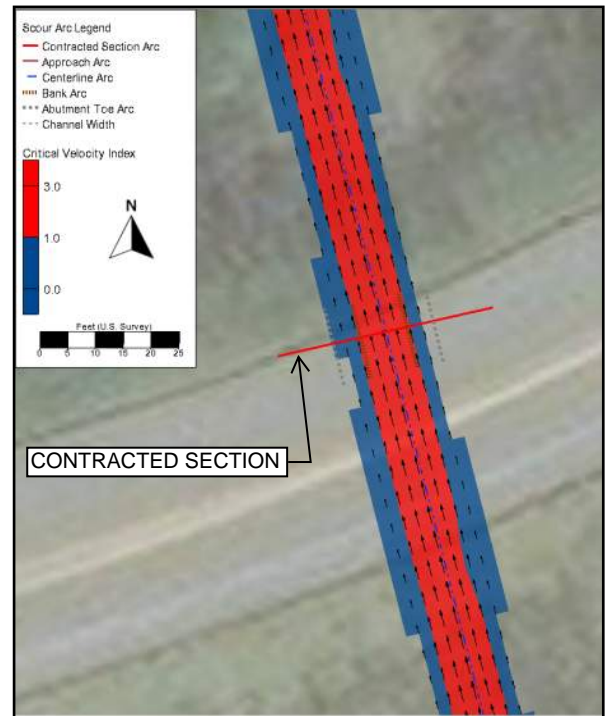 Scour Arc Legend
Contracted Section Arc
Approach Arc
Centerline Arc
Bank Arc
Abutment Toe Arc
Channel Width
Critical Velocity Index
3.0
1.0
0.0
N
Feet (U.S. Survey)
0 5 10 15 20 25
CONTRACTED SECTION